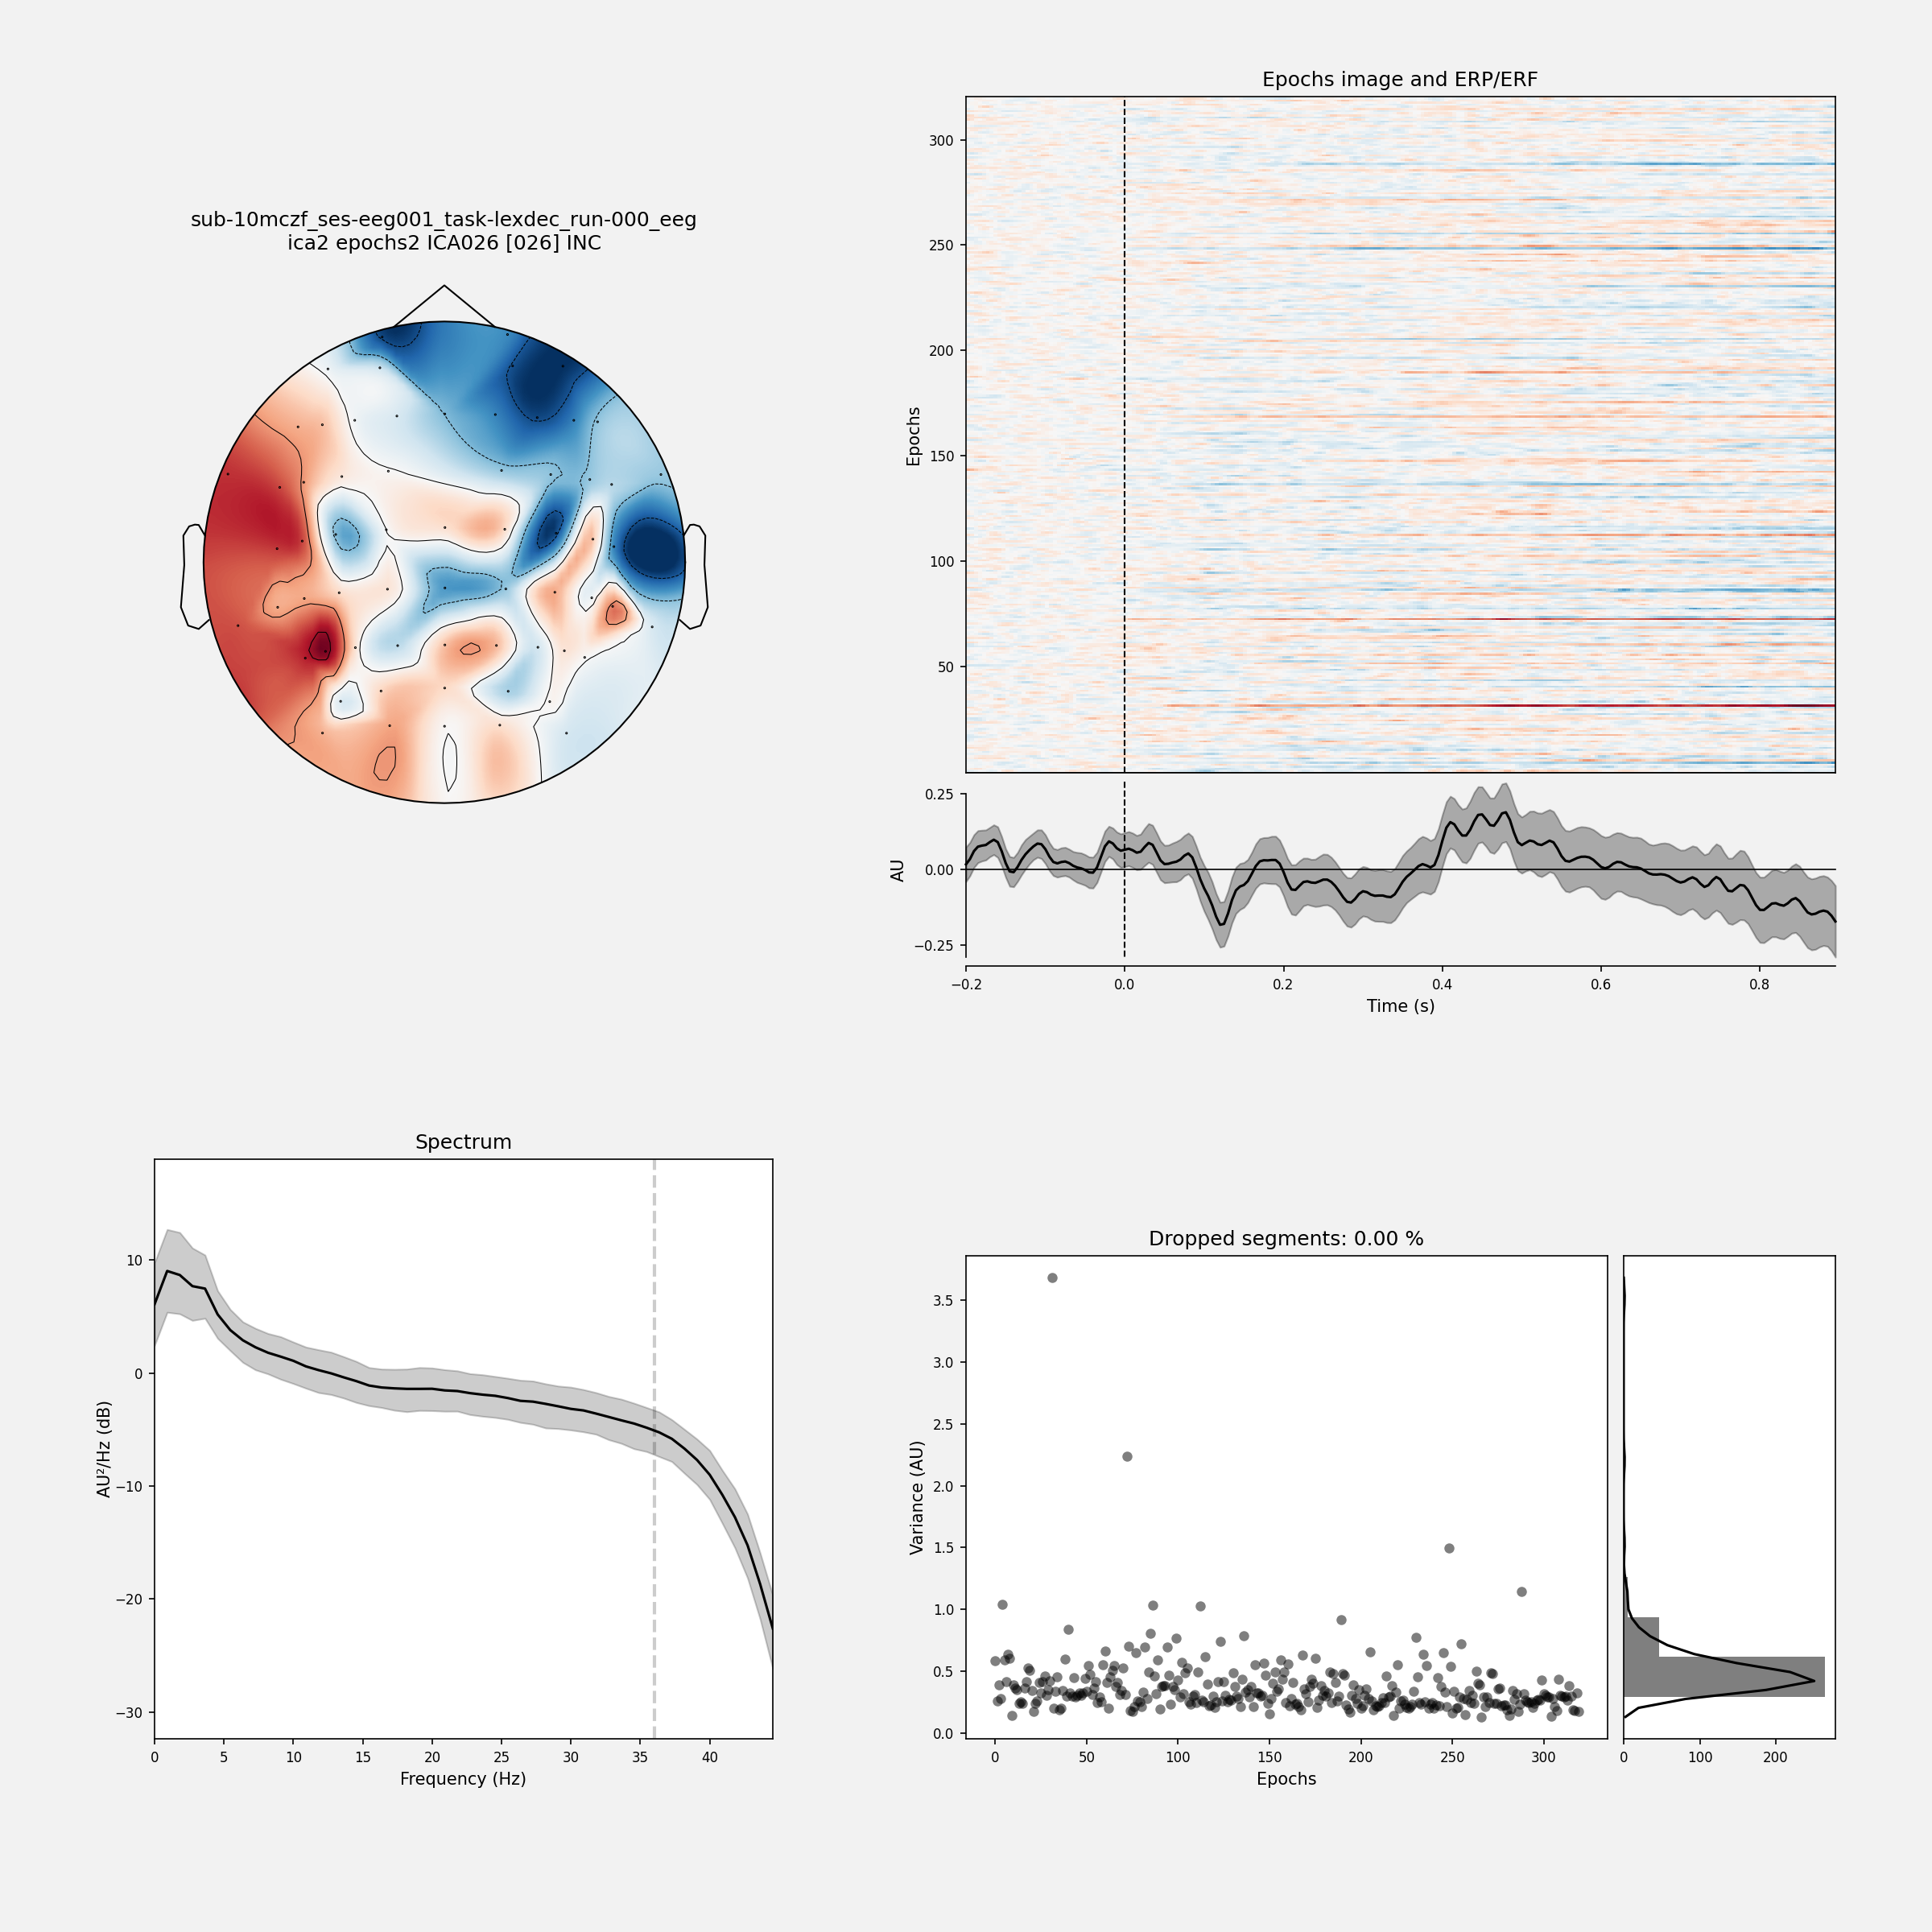 sub-10mczf_ses-eeg001_task-lexdec_run-000_eeg
ica2 epochs2 ICA026 [026] INC
Epochs image and ERP/ERF
Epochs
300
250
200
150
100
50
AU
0.25
0.00
−0.25
−0.2 0.0 0.2 0.4 0.6 0.8
Time (s)
Spectrum
AU²/Hz (dB)
10
0
−10
−20
−30
0 5 10 15 20 25 30 35 40
Frequency (Hz)
Dropped segments: 0.00 %
Variance (AU)
3.5
3.0
2.5
2.0
1.5
1.0
0.5
0.0
0 50 100 150 200 250 300
Epochs
0 100 200